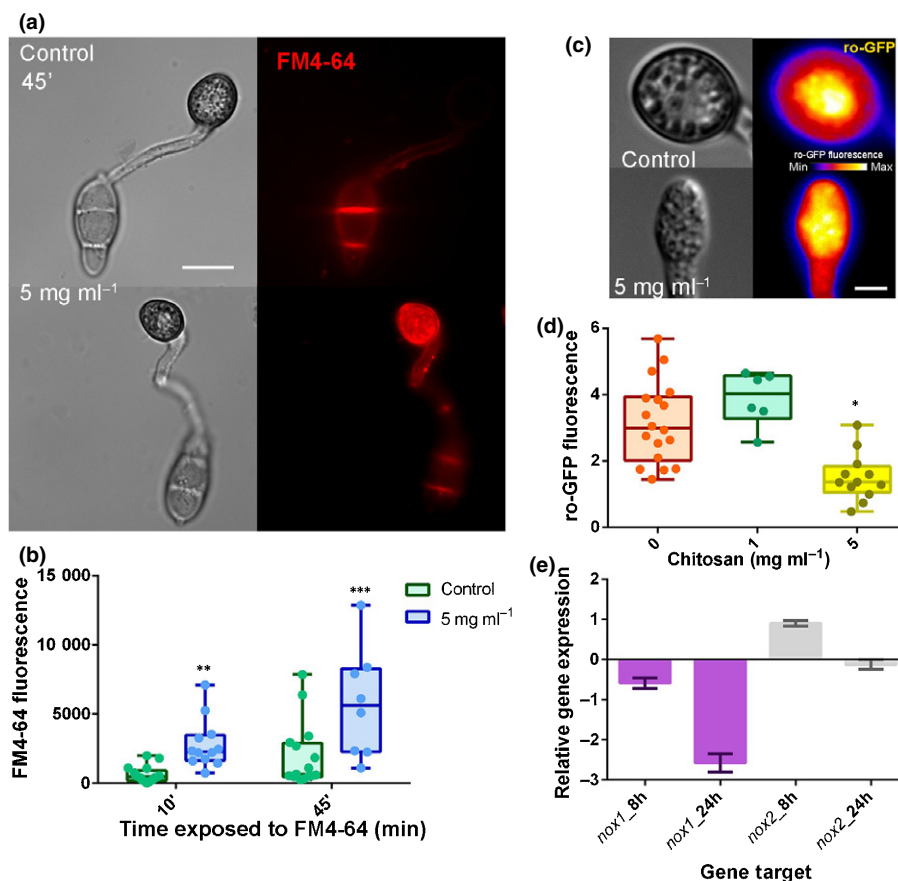 (a)
Control
45'
FM4-64
5 mg ml⁻¹
(b)
15 000
10 000
5000
0
FM4-64 fluorescence
**
***
Control
5 mg ml⁻¹
10'
45'
Time exposed to FM4-64 (min)
(c)
ro-GFP
Control
ro-GFP fluorescence
Min
Max
5 mg ml⁻¹
(d)
6
4
2
0
ro-GFP fluorescence
*
0
1
5
Chitosan (mg ml⁻¹)
(e)
2
1
0
–1
–2
–3
Relative gene expression
nox1_8h
nox1_24h
nox2_8h
nox2_24h
Gene target